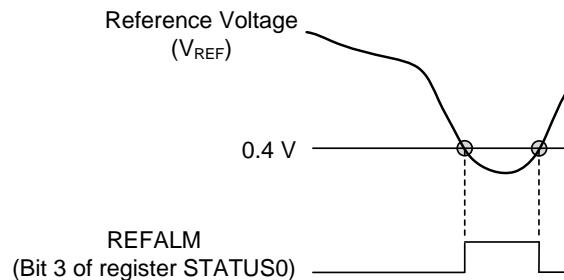 Reference Voltage
(VREF)
0.4 V
REFALM
(Bit 3 of register STATUS0)